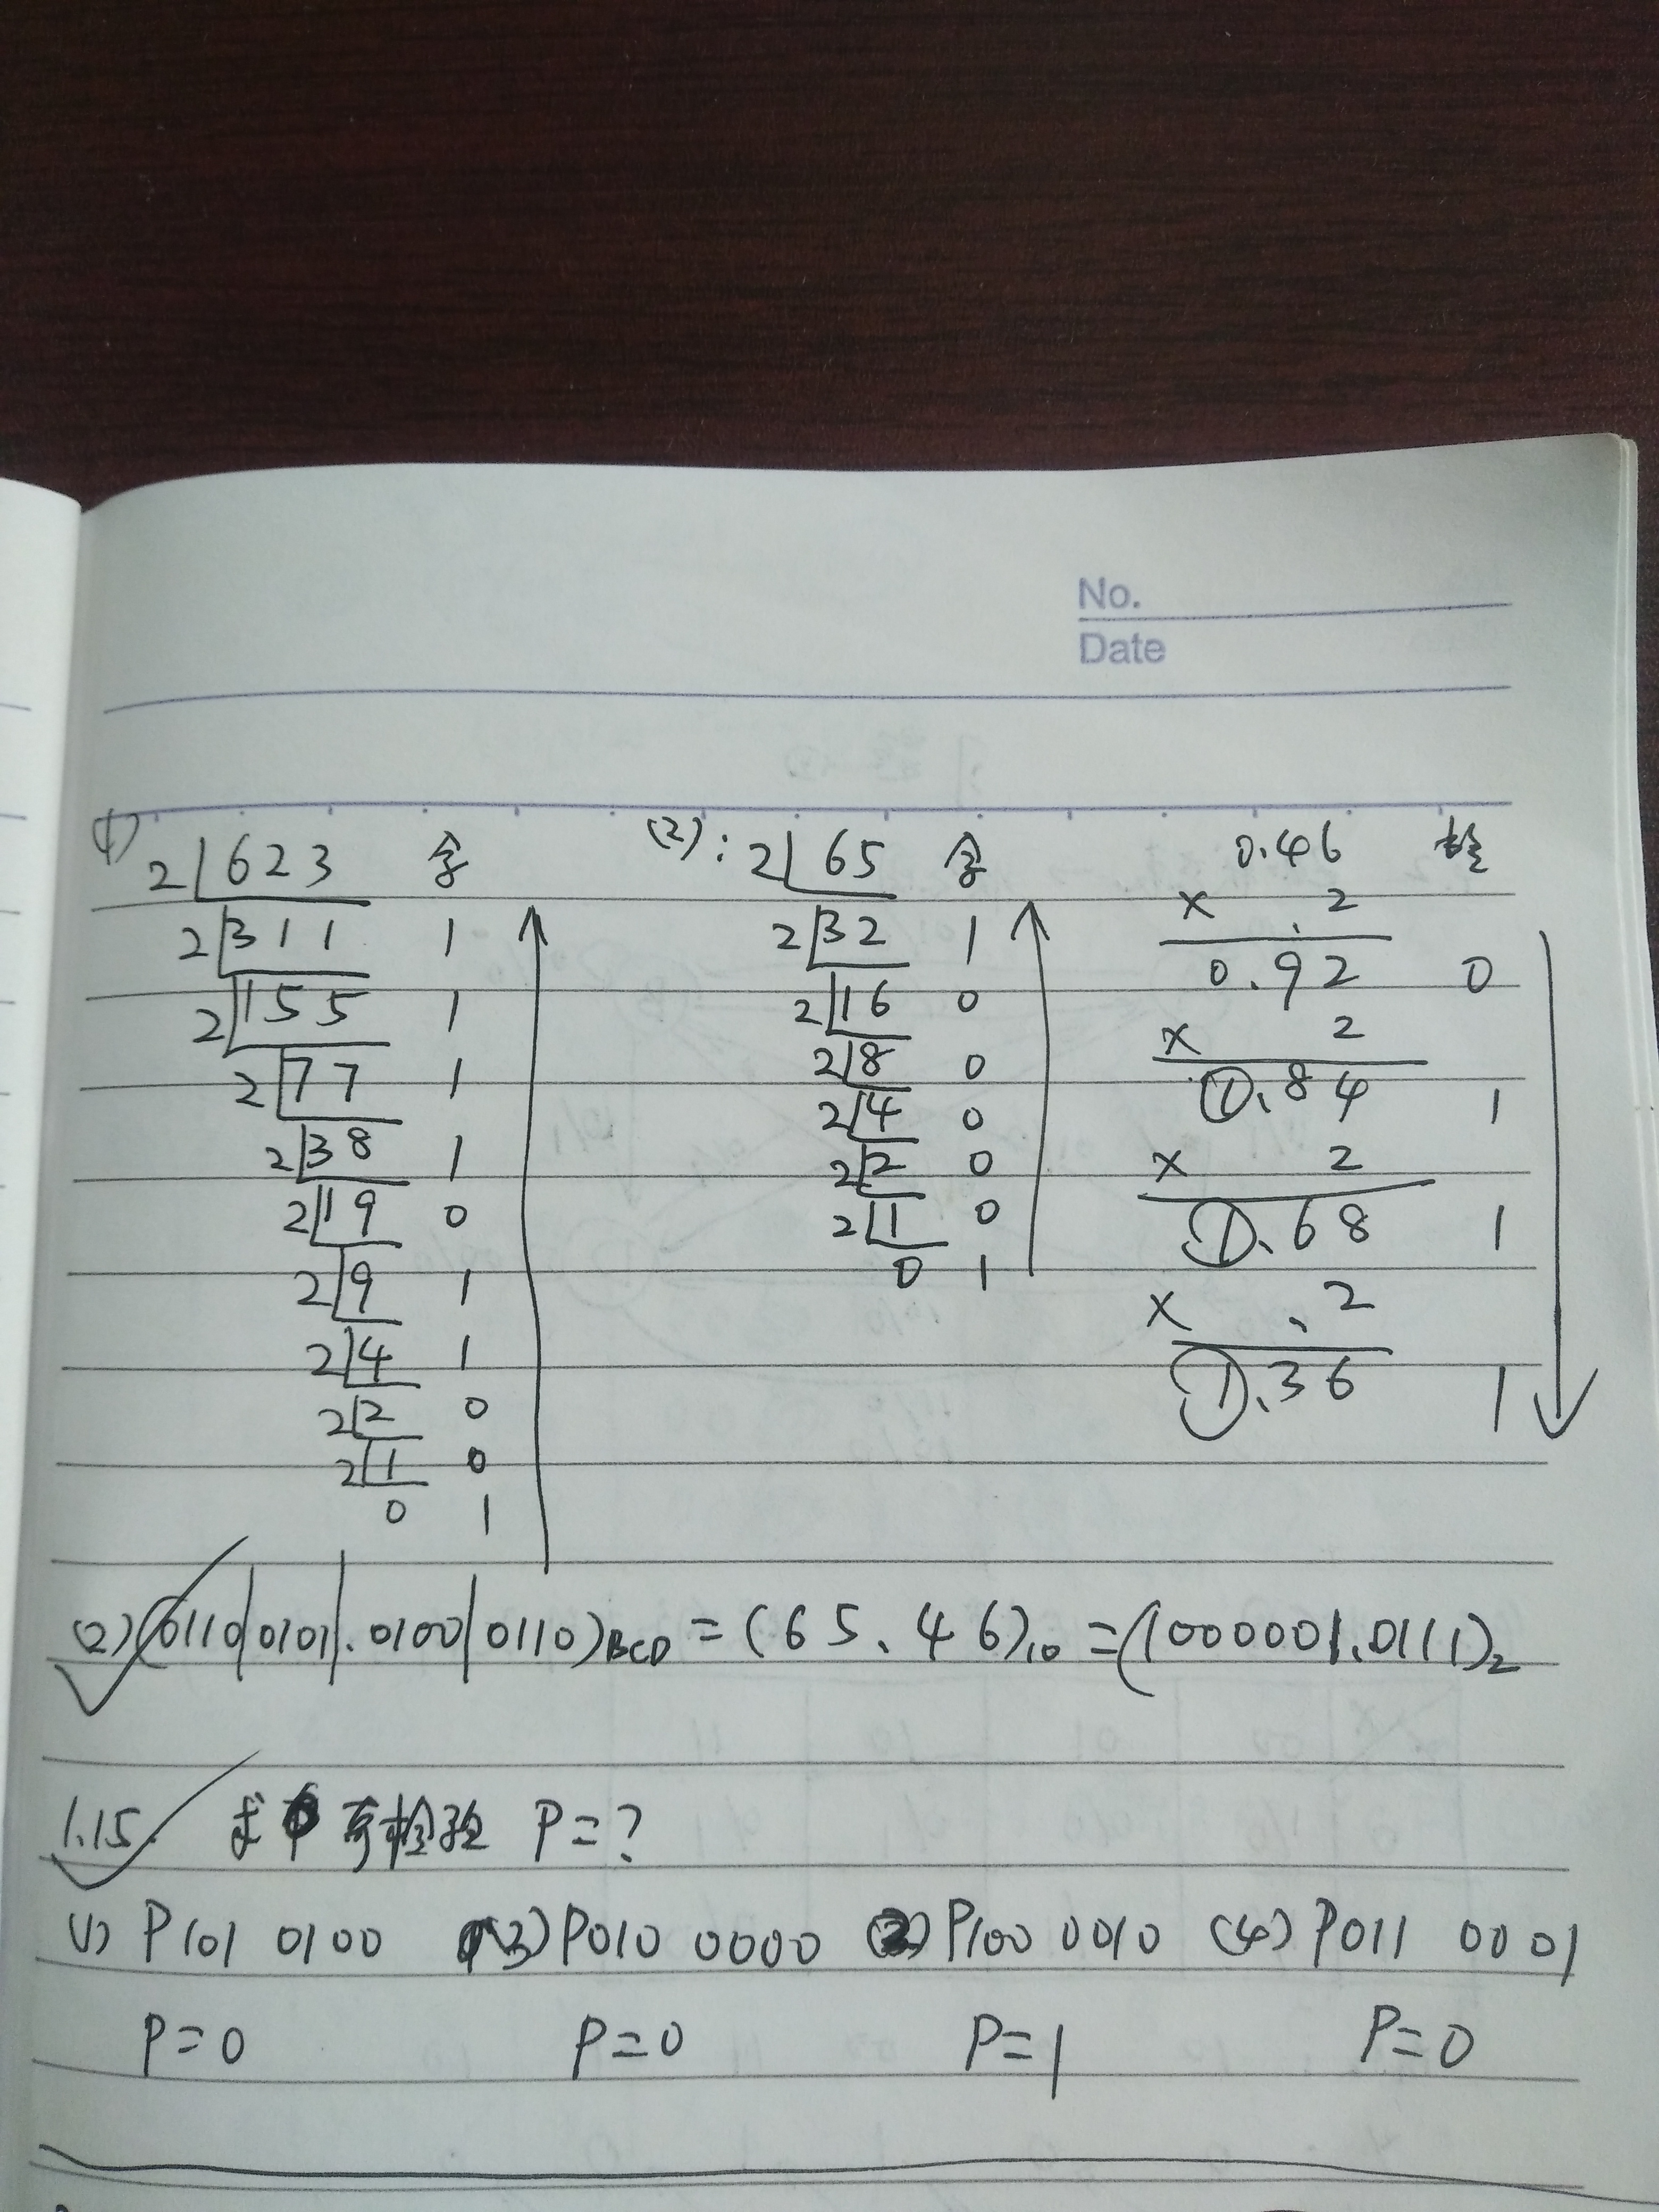 No.
Date
(1) 2 623 余 (2): 2 65 余 0.46 整
2 311 1 2 32 1 × 2
2 155 1 2 16 0 0.92 0
2 77 1 2 8 0 × 2
2 38 1 2 4 0 ①.84 1
2 19 0 2 2 0 × 2
2 9 1 2 1 0 ①.68 1
2 4 1 0 1 × 2
2 2 0 ①.36 1
2 1 0
0 1
(2) (0110|0101|.0100|0110)BCD = (65.46)10 = (1000001.0111)2
1.15. 求 奇检验 P=?
(1) P101 0100 (3) P010 0000 (2) P100 0010 (4) P011 0001
P=0 P=0 P=1 P=0